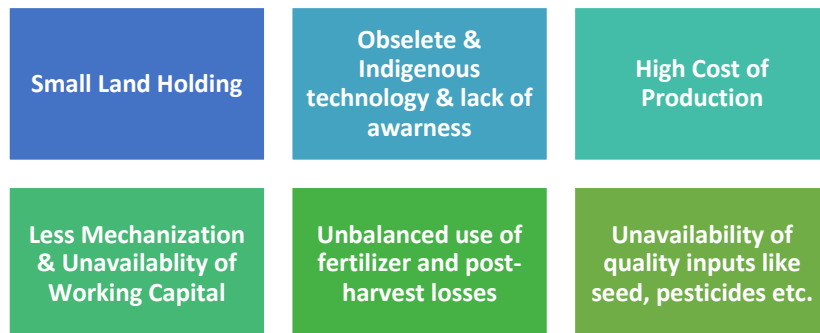 Small Land Holding
Obselete &
Indigenous
technology & lack of
awarness
High Cost of
Production
Less Mechanization
& Unavailablity of
Working Capital
Unbalanced use of
fertilizer and post-
harvest losses
Unavailability of
quality inputs like
seed, pesticides etc.